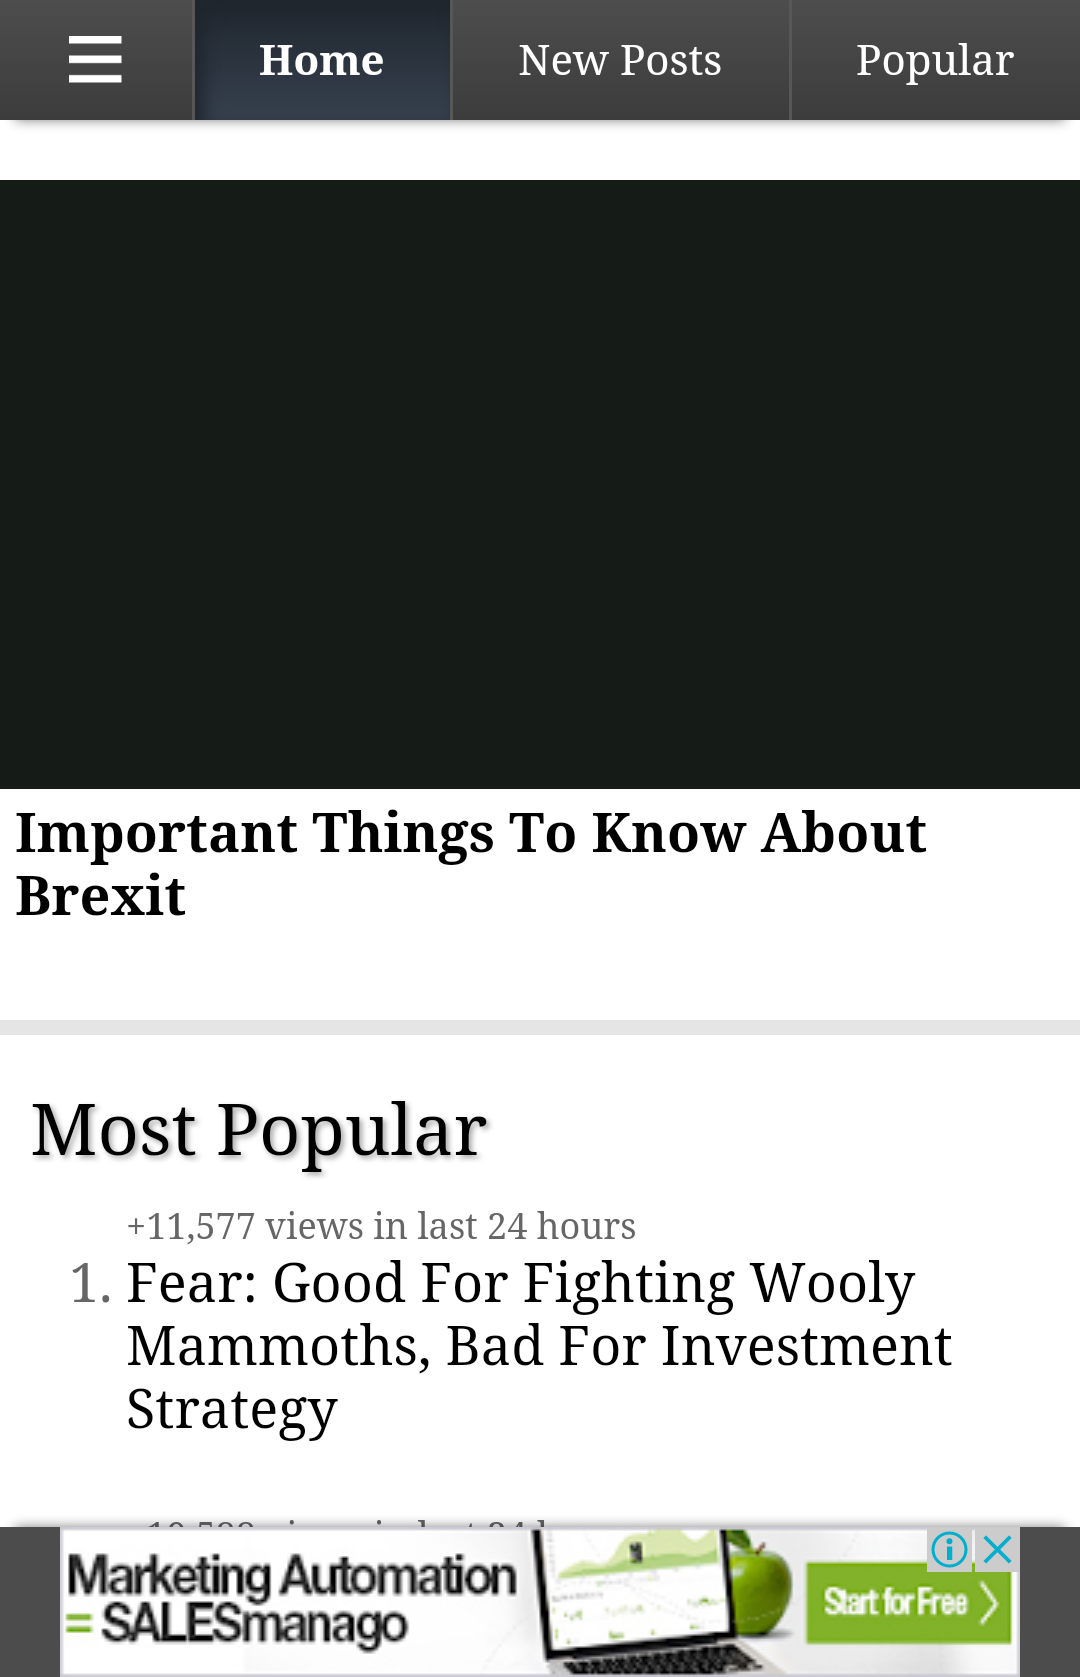 Home
New Posts
Popular
Important Things To Know About
Brexit
Most Popular
+11,577 views in last 24 hours
1. Fear: Good For Fighting Wooly
Mammoths, Bad For Investment
Strategy
Marketing Automation
= SALESmanago
Start for Free